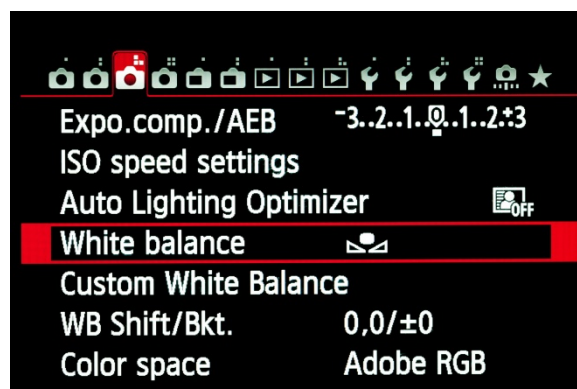 Expo.comp./AEB -3..2..1..0..1..2..+3
ISO speed settings
Auto Lighting Optimizer OFF
White balance
Custom White Balance
WB Shift/Bkt. 0,0/±0
Color space Adobe RGB